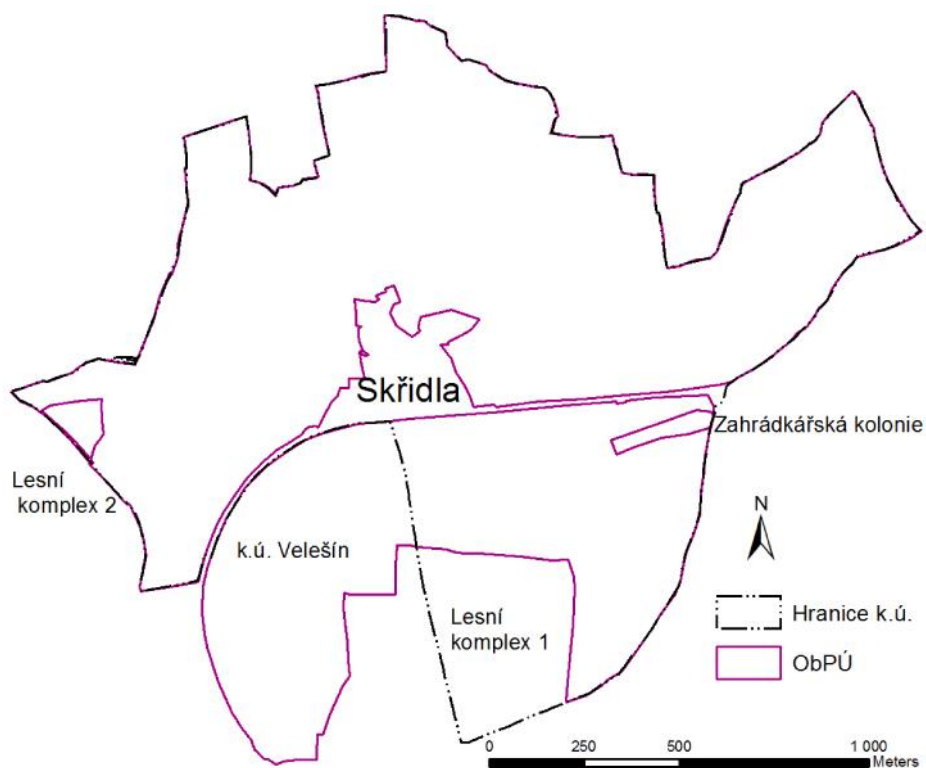 Skřidla
Zahrádkářská kolonie
Lesní
komplex 2
k.ú. Velešín
N
Lesní
komplex 1
Hranice k.ú.
ObPÚ
0 250 500 1 000
Meters